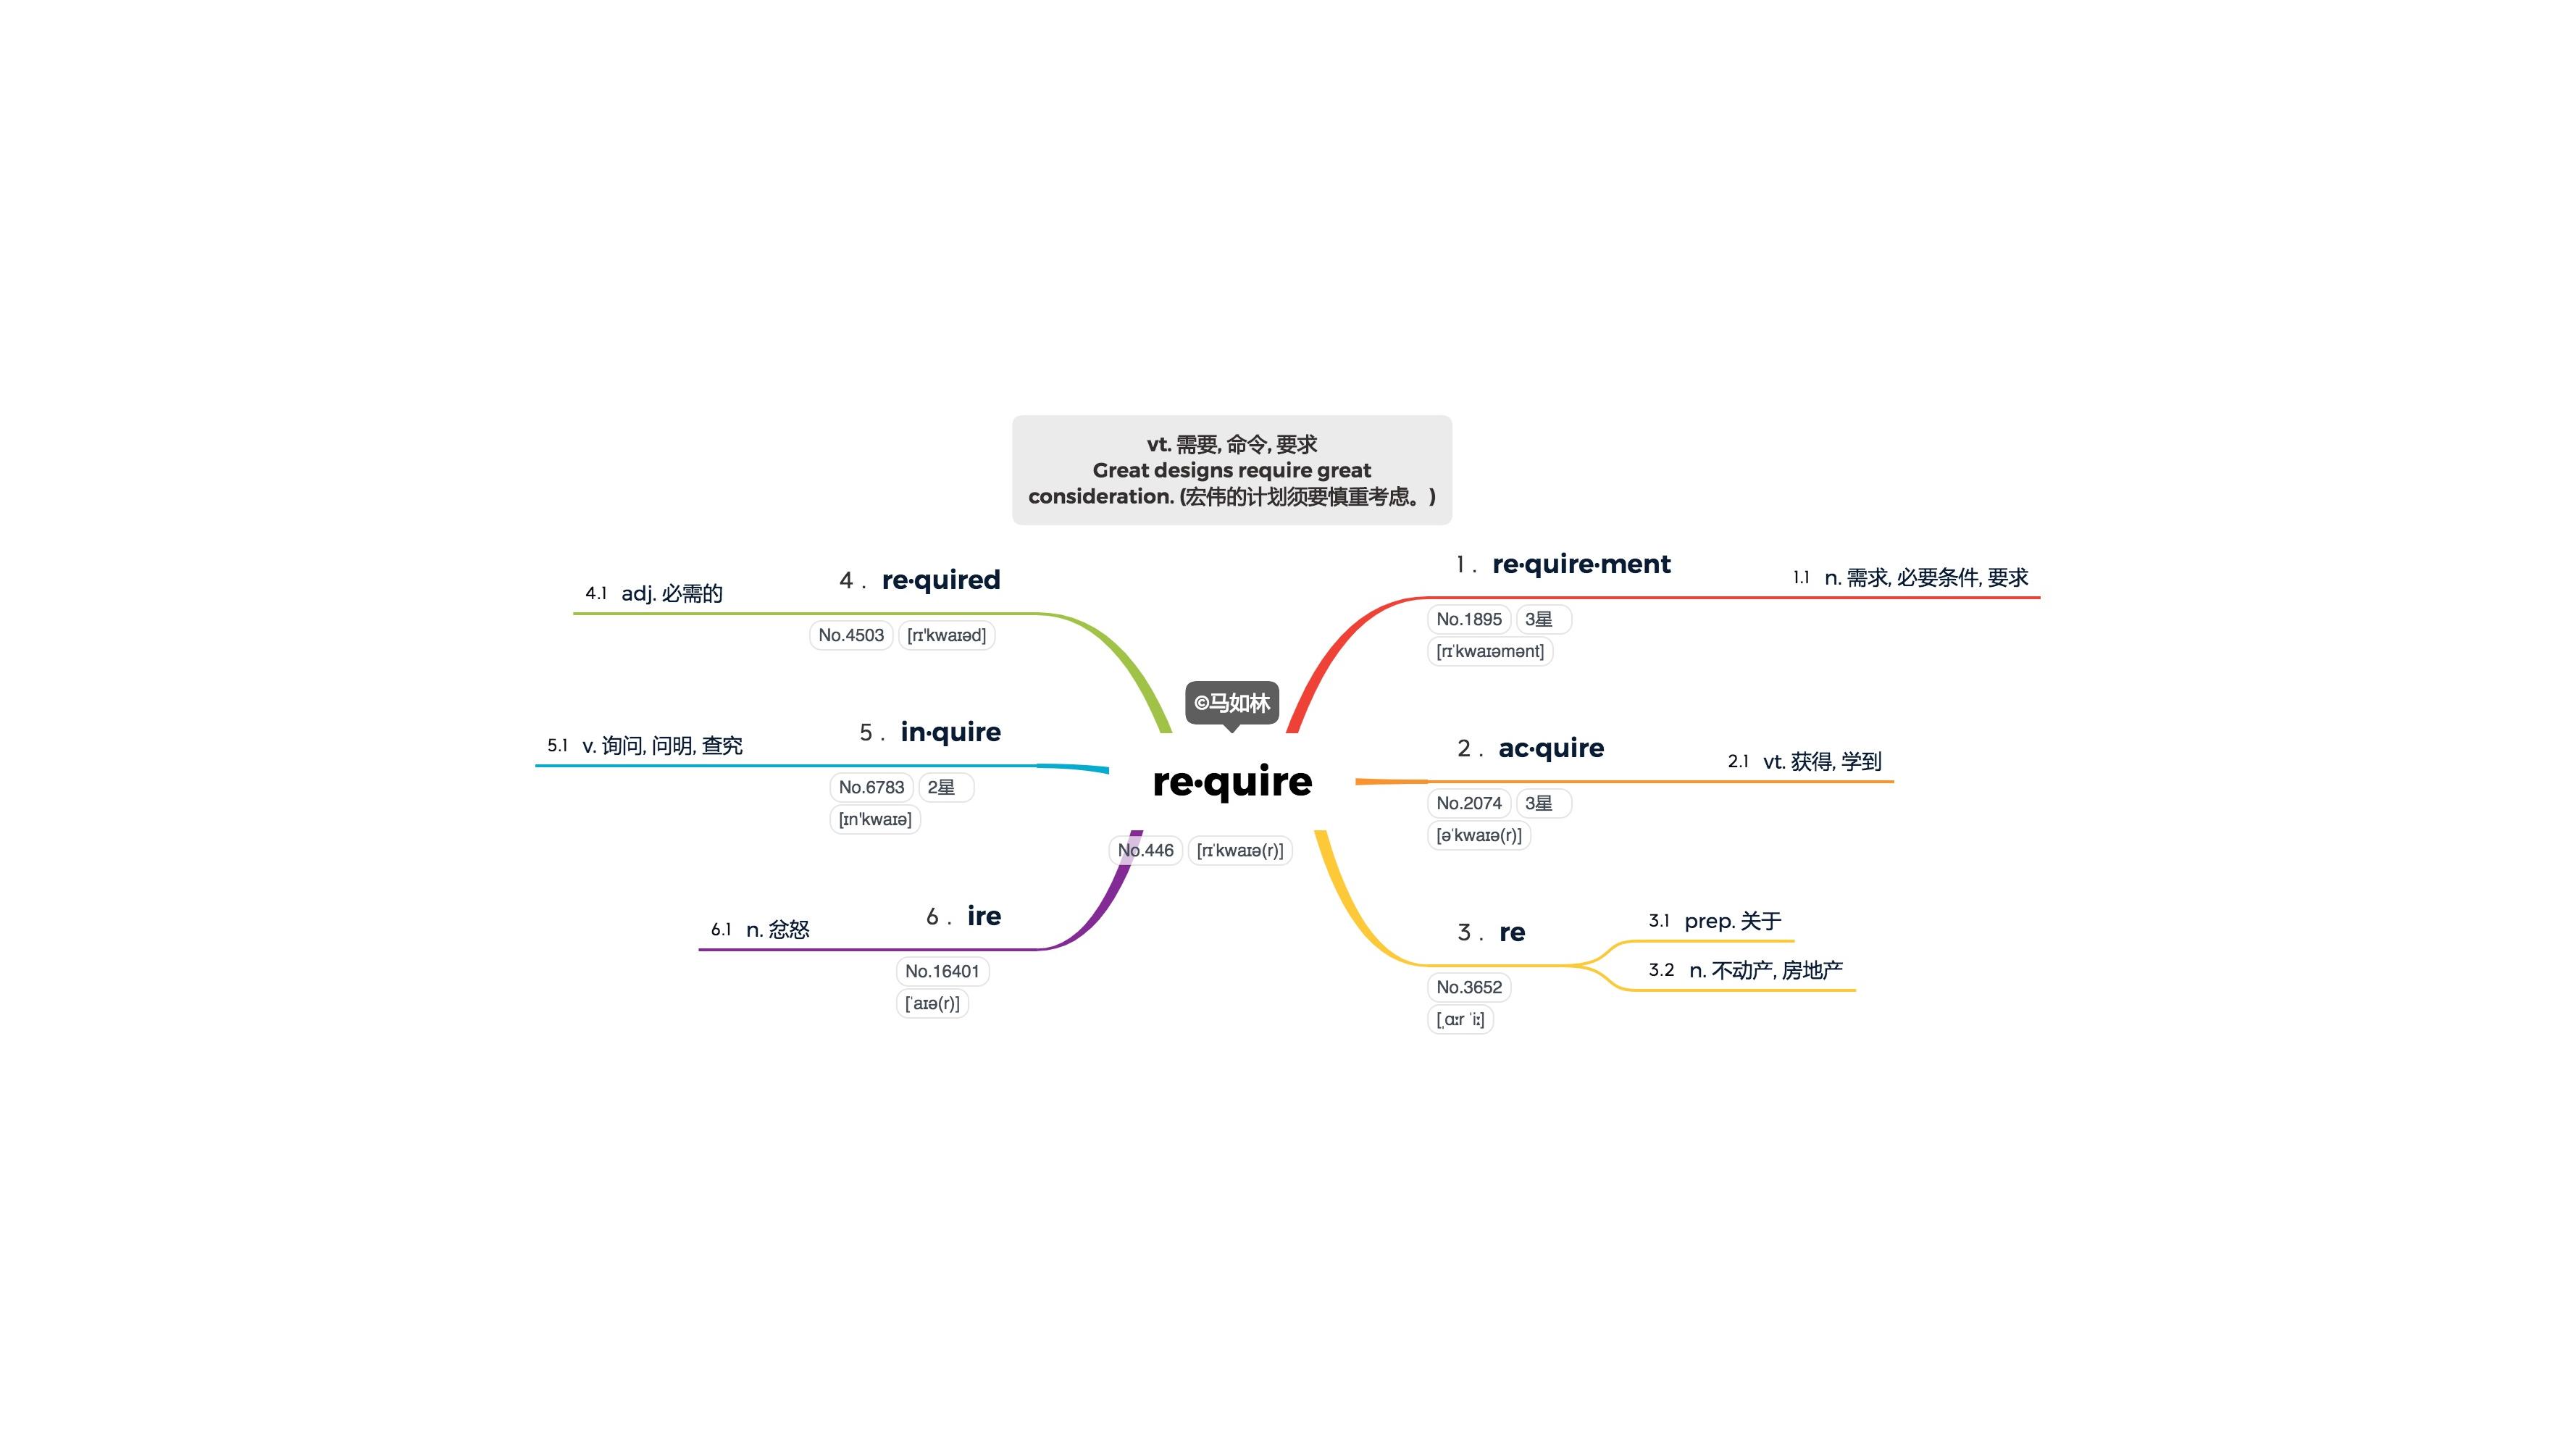 vt. 需要, 命令, 要求
Great designs require great
consideration. (宏伟的计划须要慎重考虑。)
©马如林
re·quire
No.446 [rɪˈkwaɪə(r)]
1. re·quire·ment
No.1895 3星
[rɪˈkwaɪəmənt]
1.1 n. 需求, 必要条件, 要求
2. ac·quire
No.2074 3星
[əˈkwaɪə(r)]
2.1 vt. 获得, 学到
3. re
No.3652
[ˌɑːr ˈiː]
3.1 prep. 关于
3.2 n. 不动产, 房地产
4. re·quired
No.4503 [rɪ'kwaɪəd]
4.1 adj. 必需的
5. in·quire
No.6783 2星
[ɪn'kwaɪə]
5.1 v. 询问, 问明, 查究
6. ire
No.16401
[ˈaɪə(r)]
6.1 n. 忿怒